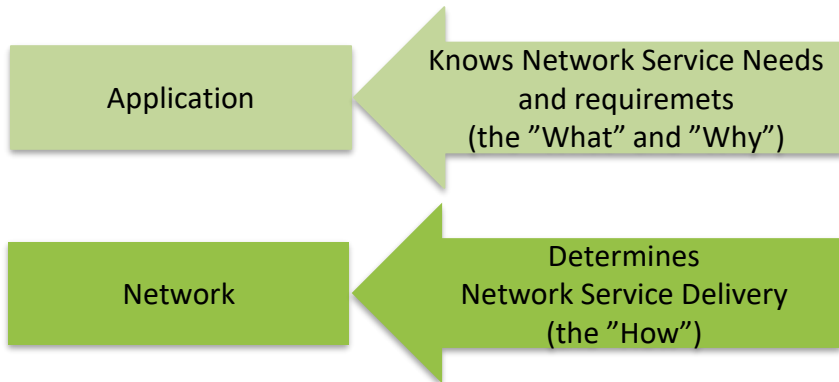 Application
Knows Network Service Needs
and requiremets
(the ”What” and ”Why”)
Network
Determines
Network Service Delivery
(the ”How”)